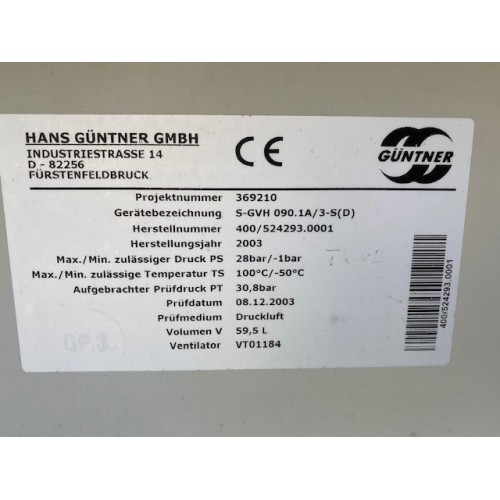 HANS GÜNTNER GMBH
INDUSTRIESTRASSE 14
D - 82256
FÜRSTENFELDBRUCK
CE
GÜNTNER
Projektnummer 369210
Gerätebezeichnung S-GVH 090.1A/3-S(D)
Herstellnummer 400/524293.0001
Herstellungsjahr 2003
Max./Min. zulässiger Druck PS 28bar/-1bar
Max./Min. zulässige Temperatur TS 100°C/-50°C
Aufgebrachter Prüfdruck PT 30,8bar
Prüfdatum 08.12.2003
Prüfmedium Druckluft
Volumen V 59,5 L
Ventilator VT01184
400/524293.0001